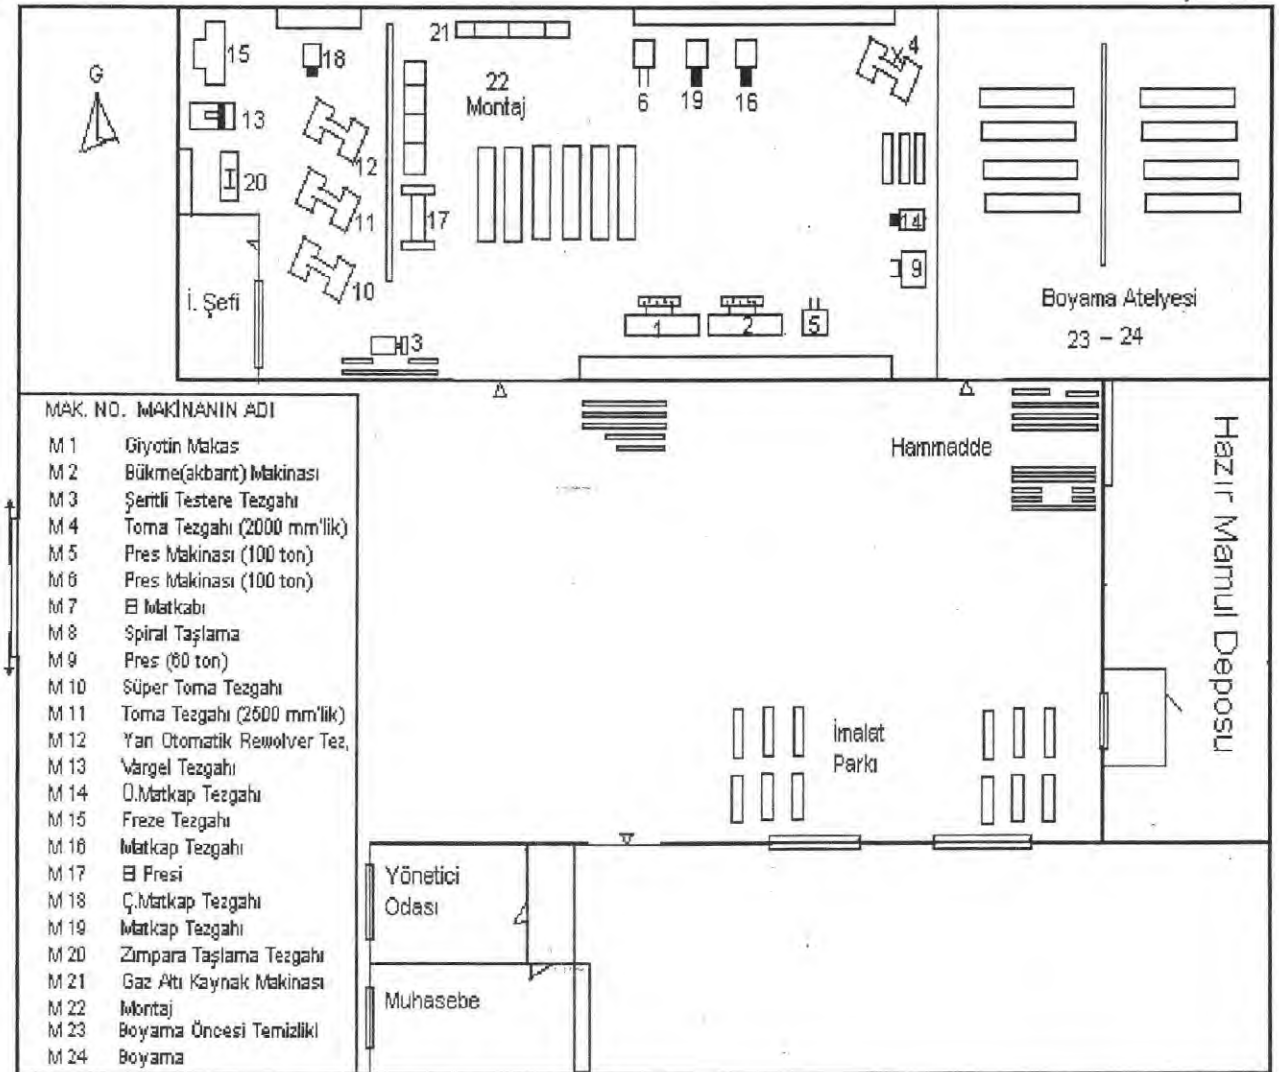 G
15
18
21
22
Montaj
6
19
16
4
13
12
20
11
17
14
9
10
İ. Şefi
1
2
5
3
Boyama Atelyesi
23 - 24
MAK. NO. MAKİNANIN ADI
M 1 Giyotin Makas
M 2 Bükme(akbant) Makinası
M 3 Şeritli Testere Tezgahı
M 4 Torna Tezgahı (2000 mm'lik)
M 5 Pres Makinası (100 ton)
M 6 Pres Makinası (100 ton)
M 7 El Matkabı
M 8 Spiral Taşlama
M 9 Pres (60 ton)
M 10 Süper Torna Tezgahı
M 11 Torna Tezgahı (2500 mm'lik)
M 12 Yarı Otomatik Rewolver Tez.
M 13 Vargel Tezgahı
M 14 Ü.Matkap Tezgahı
M 15 Freze Tezgahı
M 16 Matkap Tezgahı
M 17 El Presi
M 18 Ç.Matkap Tezgahı
M 19 Matkap Tezgahı
M 20 Zımpara Taşlama Tezgahı
M 21 Gaz Altı Kaynak Makinası
M 22 Montaj
M 23 Boyama Öncesi Temizlikl
M 24 Boyama
Hammadde
Hazır Mamul Deposu
İmalat
Parkı
Yönetici
Odası
Muhasebe